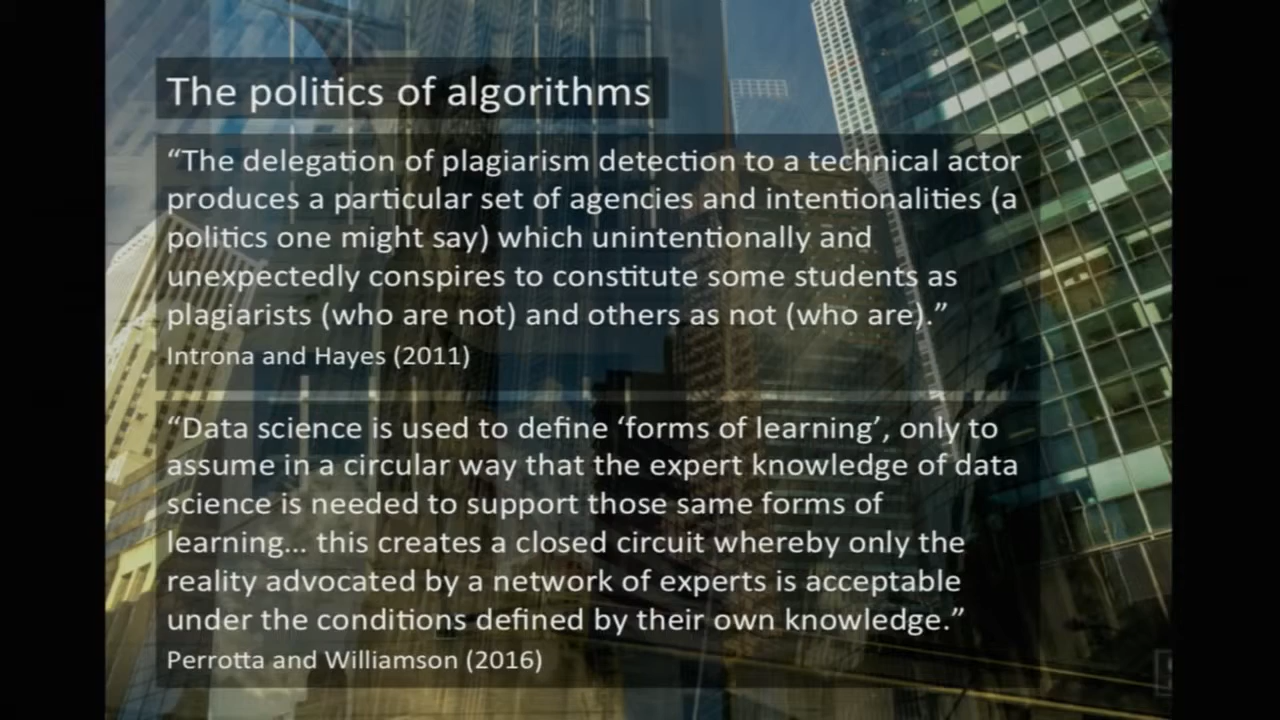 The politics of algorithms
“The delegation of plagiarism detection to a technical actor
produces a particular set of agencies and intentionalities (a
politics one might say) which unintentionally and
unexpectedly conspires to constitute some students as
plagiarists (who are not) and others as not (who are).”
Introna and Hayes (2011)
“Data science is used to define ‘forms of learning’, only to
assume in a circular way that the expert knowledge of data
science is needed to support those same forms of
learning... this creates a closed circuit whereby only the
reality advocated by a network of experts is acceptable
under the conditions defined by their own knowledge.”
Perrotta and Williamson (2016)